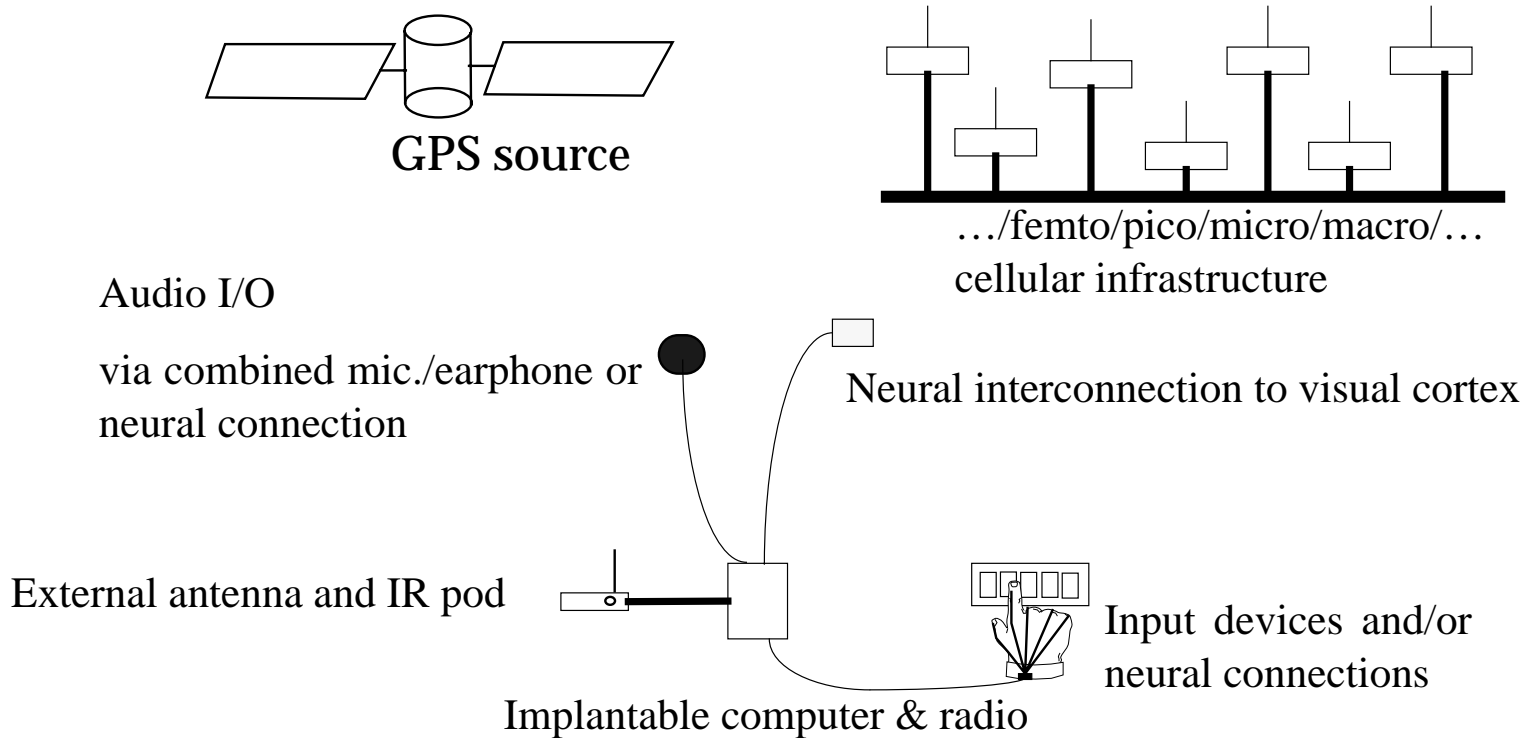 GPS source
…/femto/pico/micro/macro/…
cellular infrastructure
Audio I/O
via combined mic./earphone or
neural connection
Neural interconnection to visual cortex
External antenna and IR pod
Input devices and/or
neural connections
Implantable computer & radio